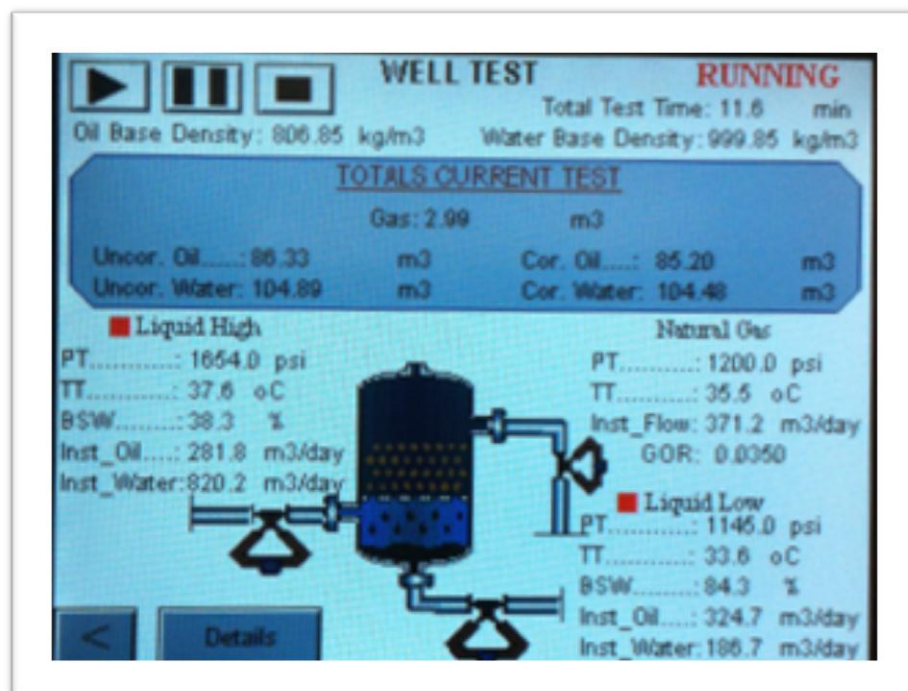 WELL TEST RUNNING
Total Test Time: 11.6 min
Oil Base Density: 806.85 kg/m3 Water Base Density: 999.85 kg/m3
TOTALS CURRENT TEST
Gas: 2.99 m3
Uncor. Oil.....: 86.33 m3 Cor. Oil....: 85.20 m3
Uncor. Water: 104.89 m3 Cor. Water: 104.48 m3
Liquid High
PT..........: 1654.0 psi
TT..........: 37.6 oC
BSW.......: 38.3 %
Inst_Oil....: 281.8 m3/day
Inst_Water: 820.2 m3/day
Natural Gas
PT..........: 1200.0 psi
TT..........: 35.5 oC
Inst_Flow: 371.2 m3/day
GOR: 0.0350
Liquid Low
PT..........: 1145.0 psi
TT..........: 33.6 oC
BSW.......: 84.3 %
Inst_Oil....: 324.7 m3/day
Inst_Water: 186.7 m3/day
< Details